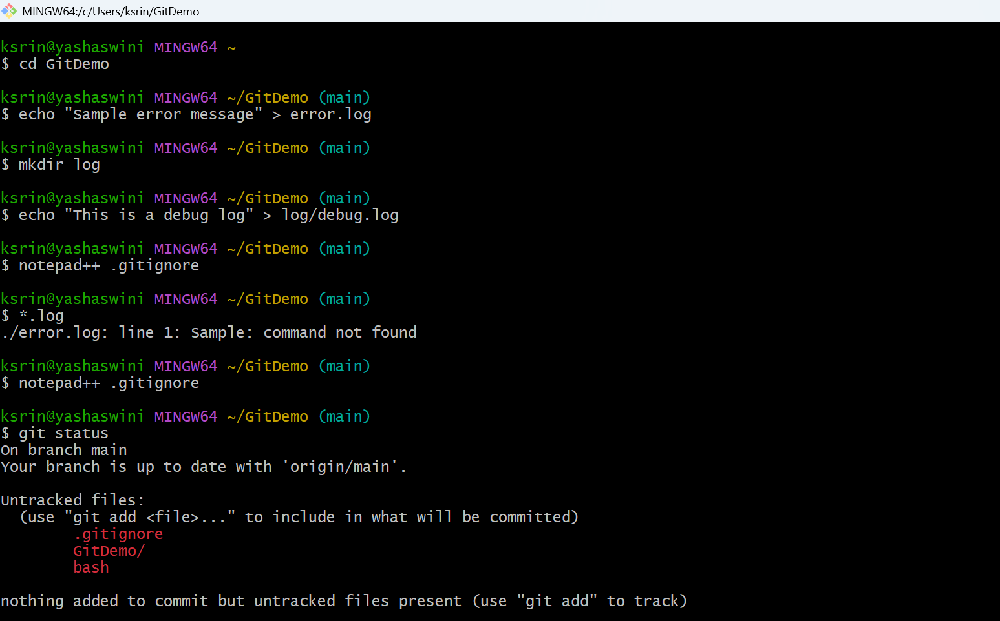 MINGW64:/c/Users/ksrin/GitDemo
ksrin@yashaswini MINGW64 ~
$ cd GitDemo
ksrin@yashaswini MINGW64 ~/GitDemo (main)
$ echo "Sample error message" > error.log
ksrin@yashaswini MINGW64 ~/GitDemo (main)
$ mkdir log
ksrin@yashaswini MINGW64 ~/GitDemo (main)
$ echo "This is a debug log" > log/debug.log
ksrin@yashaswini MINGW64 ~/GitDemo (main)
$ notepad++ .gitignore
ksrin@yashaswini MINGW64 ~/GitDemo (main)
$ *.log
./error.log: line 1: Sample: command not found
ksrin@yashaswini MINGW64 ~/GitDemo (main)
$ notepad++ .gitignore
ksrin@yashaswini MINGW64 ~/GitDemo (main)
$ git status
On branch main
Your branch is up to date with 'origin/main'.
Untracked files:
  (use "git add <file>..." to include in what will be committed)
        .gitignore
        GitDemo/
        bash
nothing added to commit but untracked files present (use "git add" to track)